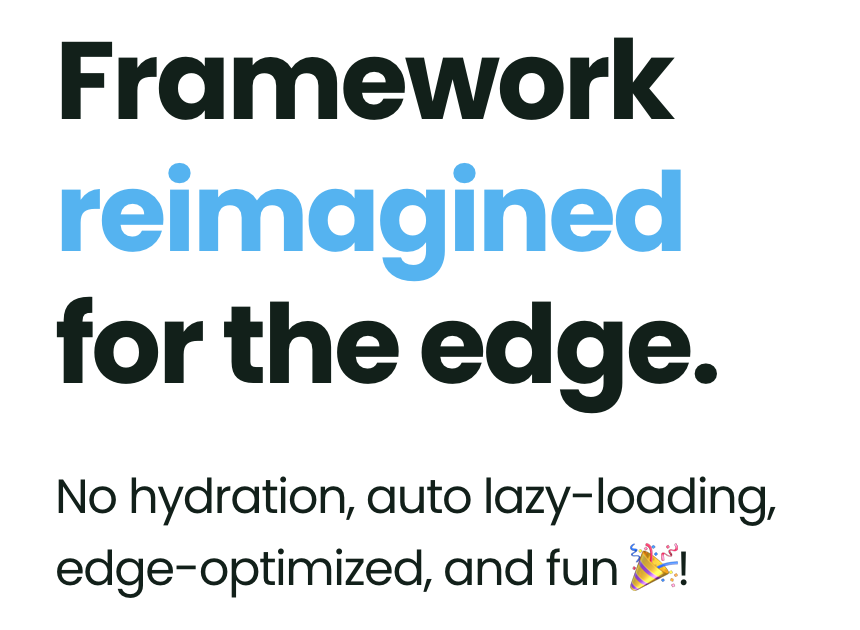 Framework
reimagined
for the edge.
No hydration, auto lazy-loading,
edge-optimized, and fun 🎉!